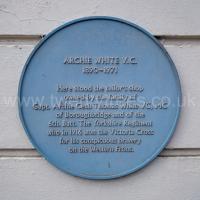 ARCHIE WHITE V.C.
1890-1971
Here stood the tailor's shop
owned by the family of
Capt. Archie Cecil Thomas White V.C., M.C.
of Boroughbridge and of the
6th Batt. The Yorkshire Regiment
who in 1916 won the Victoria Cross
for his conspicuous bravery
on the Western Front.